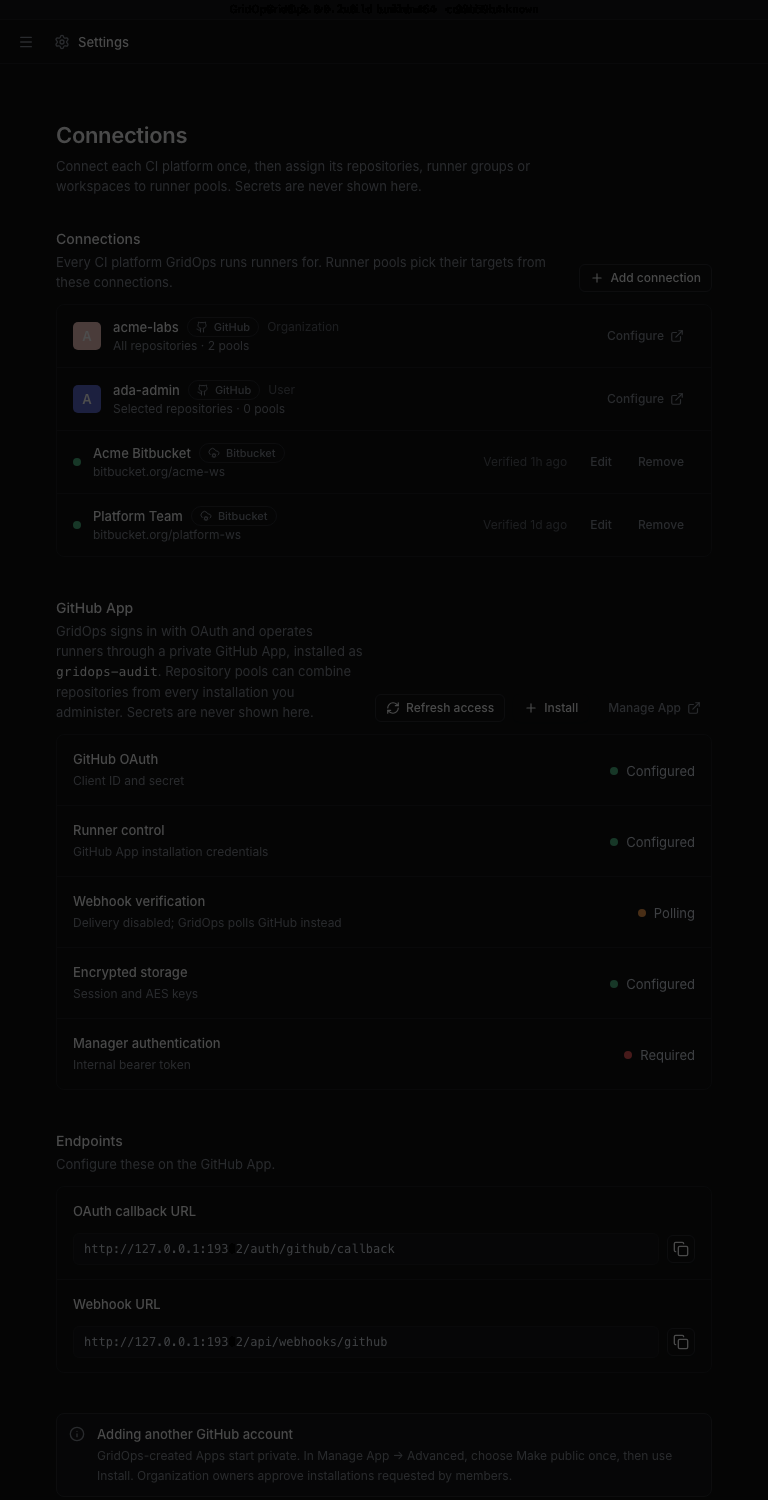 Settings
Connections
Connect each CI platform once, then assign its repositories, runner groups or
workspaces to runner pools. Secrets are never shown here.
Connections
Every CI platform GridOps runs runners for. Runner pools pick their targets from
these connections.
Add connection
A
acme-labs GitHub Organization
All repositories · 2 pools
Configure
A
ada-admin GitHub User
Selected repositories · 0 pools
Configure
Acme Bitbucket Bitbucket
bitbucket.org/acme-ws
Verified 1h ago Edit Remove
Platform Team Bitbucket
bitbucket.org/platform-ws
Verified 1d ago Edit Remove
GitHub App
GridOps signs in with OAuth and operates
runners through a private GitHub App, installed as
gridops-audit. Repository pools can combine
repositories from every installation you
administer. Secrets are never shown here.
Refresh access Install Manage App
GitHub OAuth
Client ID and secret
Configured
Runner control
GitHub App installation credentials
Configured
Webhook verification
Delivery disabled; GridOps polls GitHub instead
Polling
Encrypted storage
Session and AES keys
Configured
Manager authentication
Internal bearer token
Required
Endpoints
Configure these on the GitHub App.
OAuth callback URL
http://127.0.0.1:193 2/auth/github/callback
Webhook URL
http://127.0.0.1:193 2/api/webhooks/github
Adding another GitHub account
GridOps-created Apps start private. In Manage App → Advanced, choose Make public once, then use
Install. Organization owners approve installations requested by members.